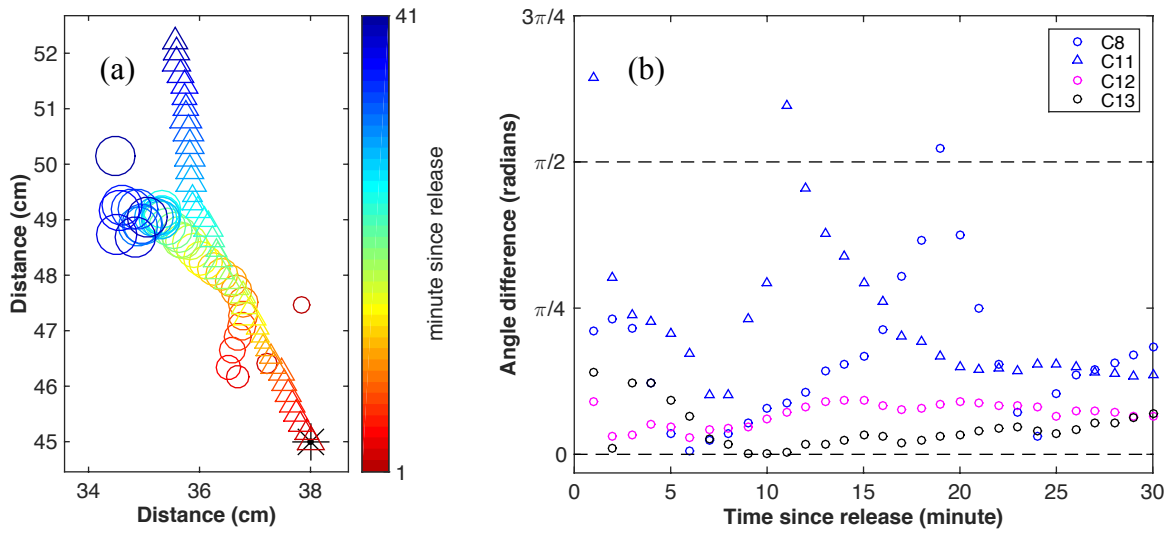 (a)
52
51
50
49
48
47
46
45
34
36
38
Distance (cm)
Distance (cm)
41
1
minute since release
(b)
3π/4
π/2
π/4
0
Angle difference (radians)
0
5
10
15
20
25
30
Time since release (minute)
C8
C11
C12
C13